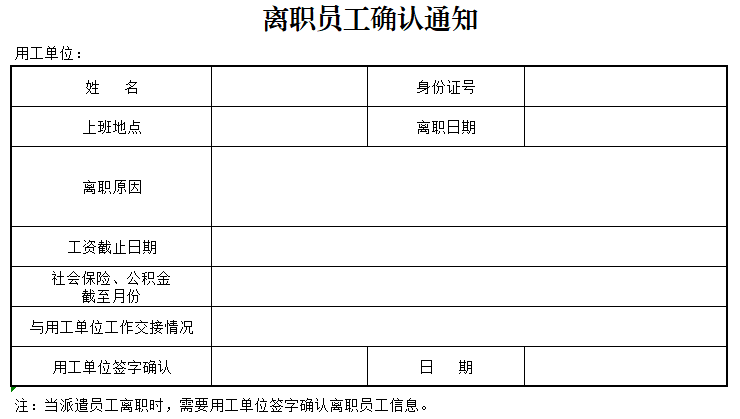 离职员工确认通知
用工单位：
姓 名 身份证号
上班地点 离职日期
离职原因
工资截止日期
社会保险、公积金
截至月份
与用工单位工作交接情况
用工单位签字确认 日 期
注：当派遣员工离职时，需要用工单位签字确认离职员工信息。